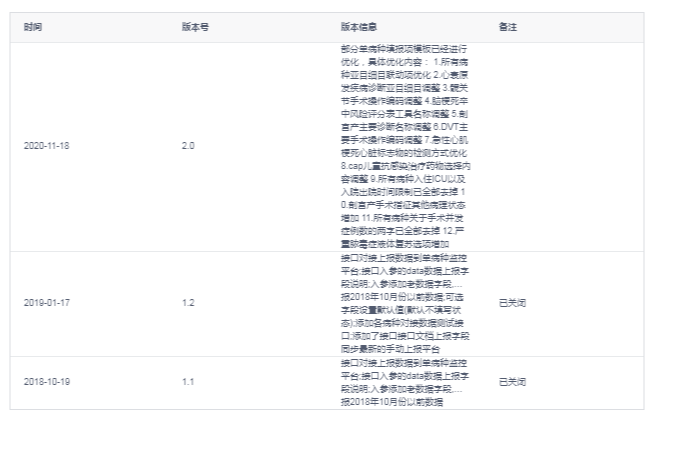 时间 版本号 版本信息 备注
部分单病种填报项模板已经进行
优化，具体优化内容： 1.所有病
种亚目细目联动项优化 2.心衰原
发疾病诊断亚目细目调整 3.髋关
节手术操作编码调整 4.脑梗死卒
中风险评分表工具名称调整 5.剖
宫产主要诊断名称调整 6.DVT主
要手术操作编码调整 7.急性心肌
梗死心脏标志物的检测方式优化
8.cap儿童抗感染治疗药物选择内
容调整 9.所有病种入住ICU以及
入院出院时间限制已全部去掉 1
0.剖宫产手术指征其他病理状态
增加 11.所有病种关于手术并发
症例数的两字已全部去掉 12.严
重脓毒症液体复苏选项增加
2020-11-18 2.0
接口对接上报数据到单病种监控
平台;接口入参的data数据上报字
段说明;入参添加老数据字段,...
报2018年10月份以前数据;可选
字段设置默认值(默认不填写状
态);添加各病种对接数据测试接
口;添加了接口接口文档上报字段
同步最新的手动上报平台
2019-01-17 1.2 已关闭
接口对接上报数据到单病种监控
平台;接口入参的data数据上报字
段说明;入参添加老数据字段,...
报2018年10月份以前数据
2018-10-19 1.1 已关闭